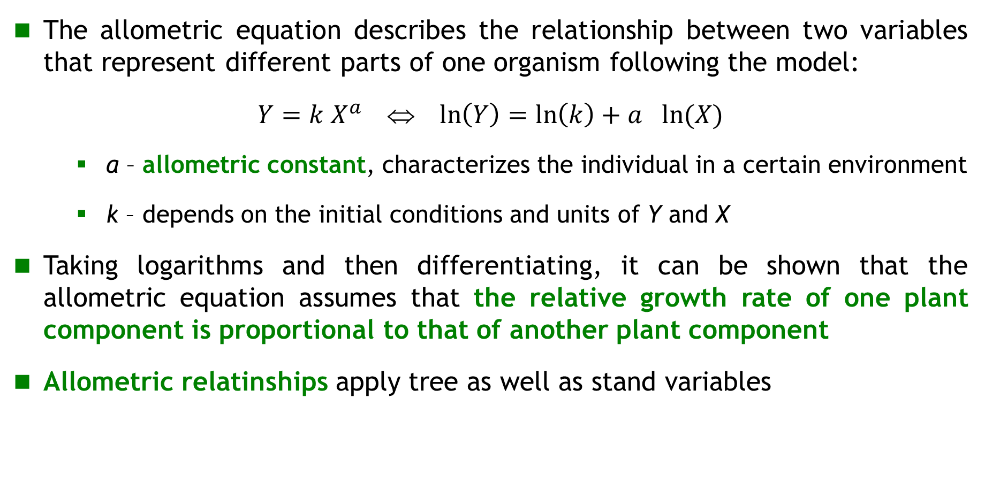 ■ The allometric equation describes the relationship between two variables
that represent different parts of one organism following the model:
Y = k Xᵃ ⇔ ln(Y) = ln(k) + a ln(X)
▪ a – allometric constant, characterizes the individual in a certain environment
▪ k – depends on the initial conditions and units of Y and X
■ Taking logarithms and then differentiating, it can be shown that the
allometric equation assumes that the relative growth rate of one plant
component is proportional to that of another plant component
■ Allometric relatinships apply tree as well as stand variables